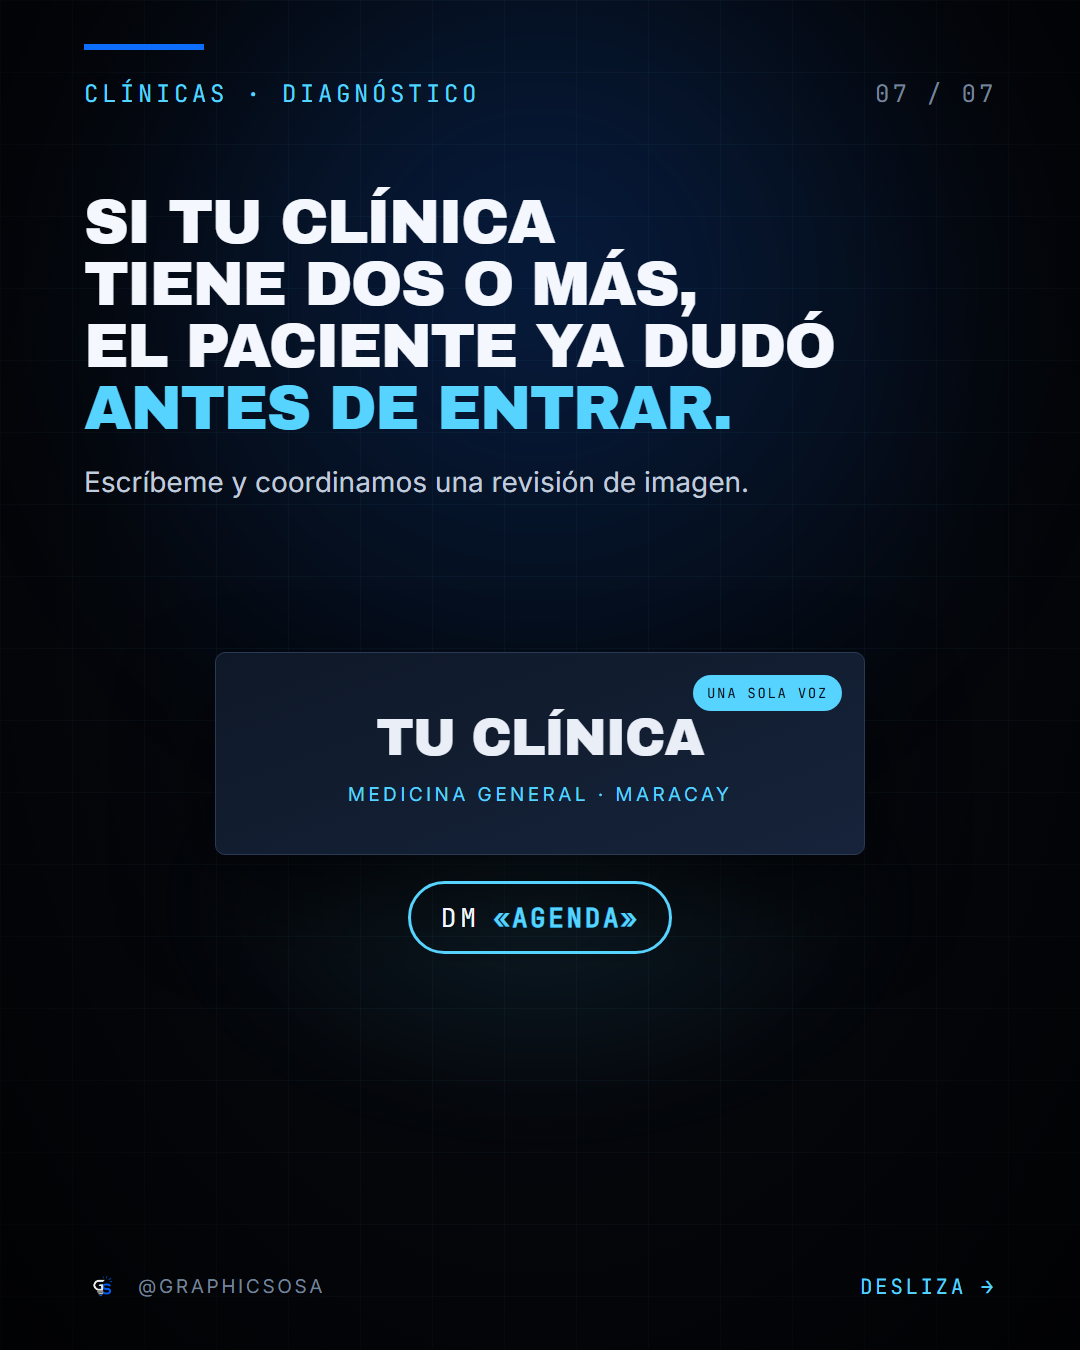 CLÍNICAS · DIAGNÓSTICO
07 / 07
SI TU CLÍNICA
TIENE DOS O MÁS,
EL PACIENTE YA DUDÓ
ANTES DE ENTRAR.
Escríbeme y coordinamos una revisión de imagen.
UNA SOLA VOZ
TU CLÍNICA
MEDICINA GENERAL · MARACAY
DM «AGENDA»
GS
@GRAPHICSOSA
DESLIZA →